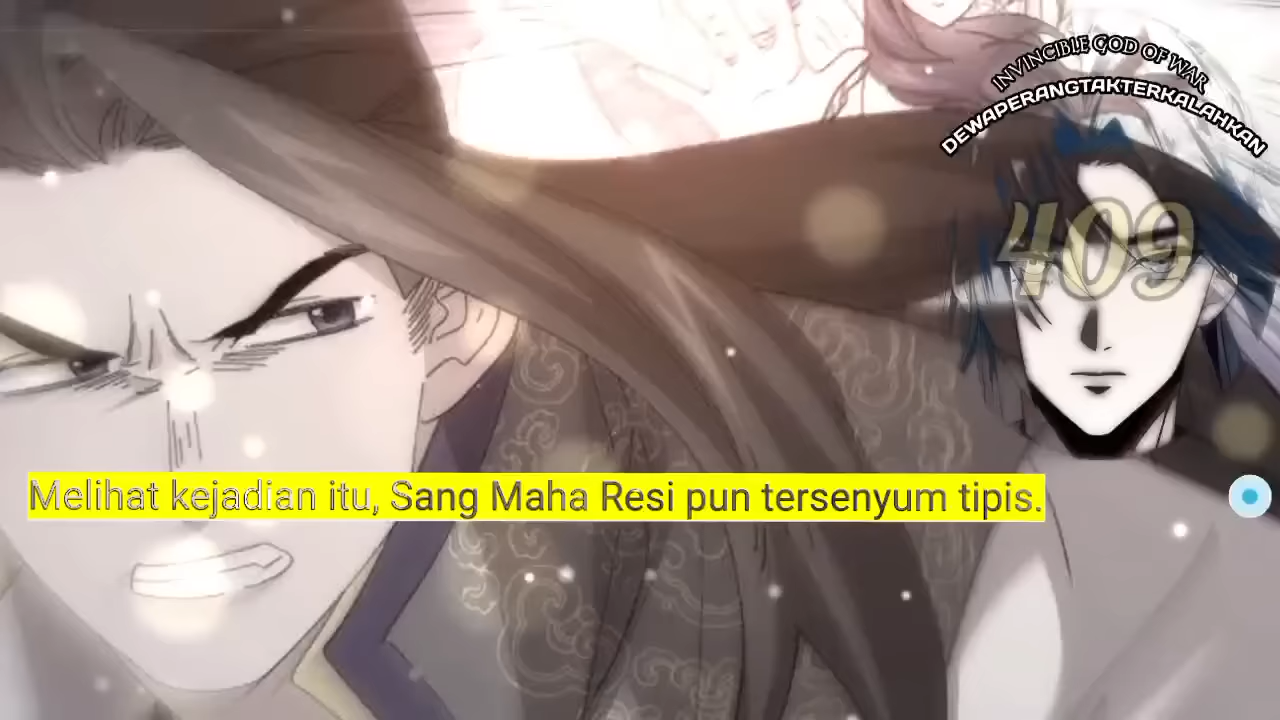 INVINCIBLE GOD OF WAR
DEWAPERANGTAKTERKALAHKAN
409
Melihat kejadian itu, Sang Maha Resi pun tersenyum tipis.